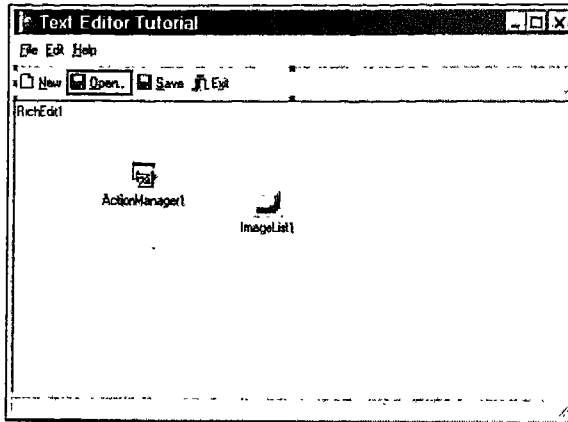 Text Editor Tutorial
File Edit Help
New Open... Save Exit
RichEdit1
ActionManager1
ImageList1